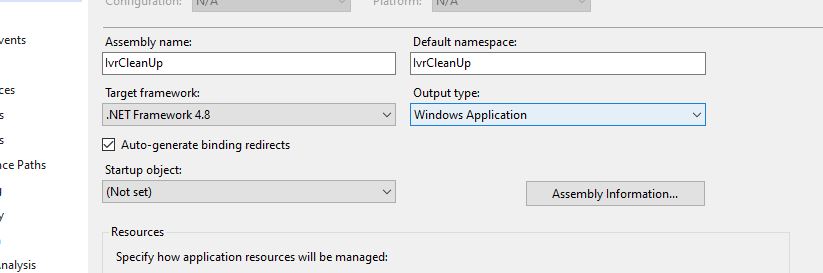 Configuration: N/A Platform: N/A
vents
Assembly name: Default namespace:
IvrCleanUp IvrCleanUp
ces
Target framework: Output type:
.NET Framework 4.8 Windows Application
s
s
Auto-generate binding redirects
nce Paths
Startup object:
(Not set) Assembly Information...
y
Resources
Specify how application resources will be managed:
Analysis